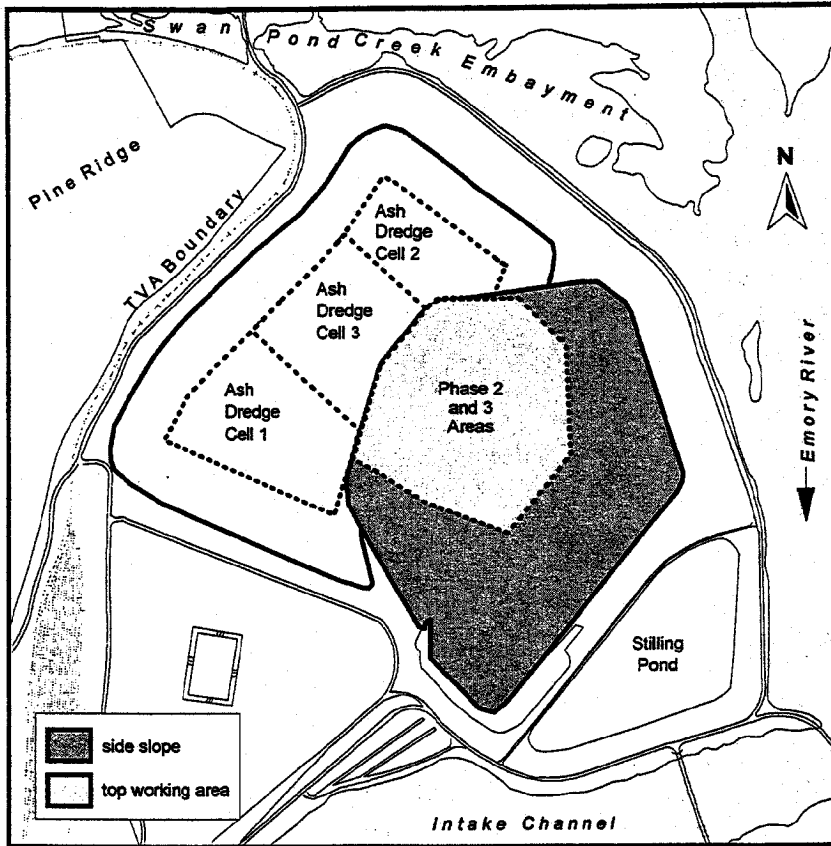 Swan Pond Creek Embayment
Pine Ridge
TVA Boundary
N
Ash
Dredge
Cell 2
Ash
Dredge
Cell 3
Ash
Dredge
Cell 1
Phase 2
and 3
Areas
Emory River
Stilling
Pond
side slope
top working area
Intake Channel